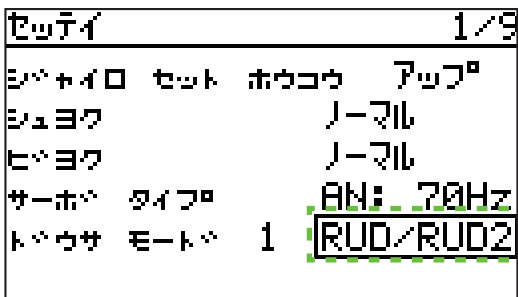 セッテイ 1/9
ジャイロ セット ホウコウ アップ
シュヨク ノーマル
ビヨク ノーマル
サーボ タイプ AN: 70Hz
ドウサ モード 1 RUD/RUD2